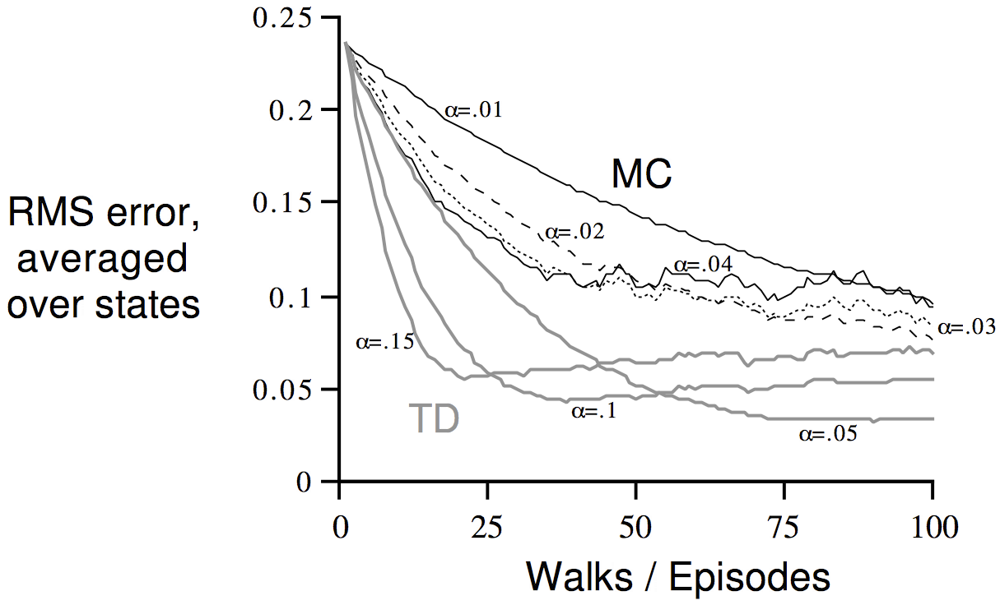 0.25
0.2
α=.01
MC
0.15
RMS error,
averaged
over states
α=.02
α=.04
0.1
α=.03
α=.15
0.05
TD
α=.1
α=.05
0
0 25 50 75 100
Walks / Episodes